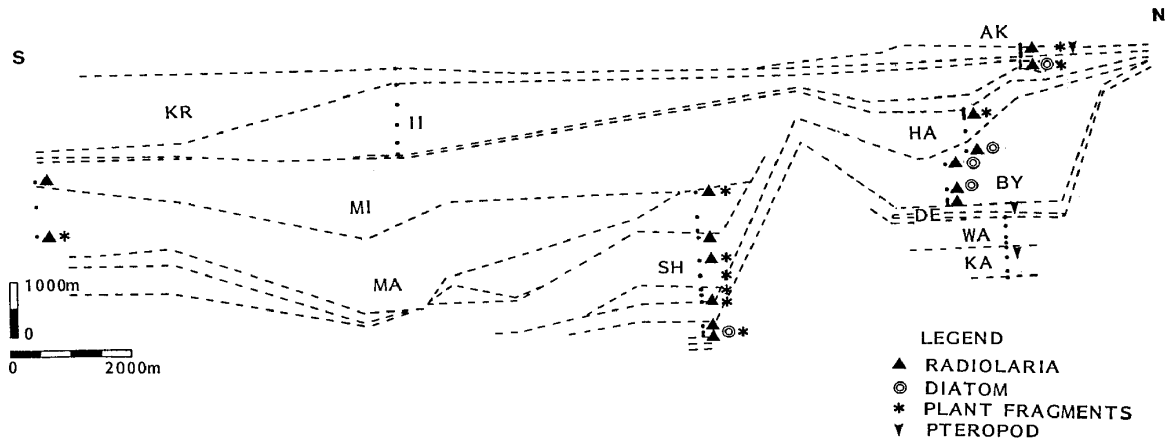 N
S
AK
KR
II
HA
MI
BY
DE
WA
SH
KA
MA
1000m
0
0 2000m
LEGEND
RADIOLARIA
DIATOM
PLANT FRAGMENTS
PTEROPOD